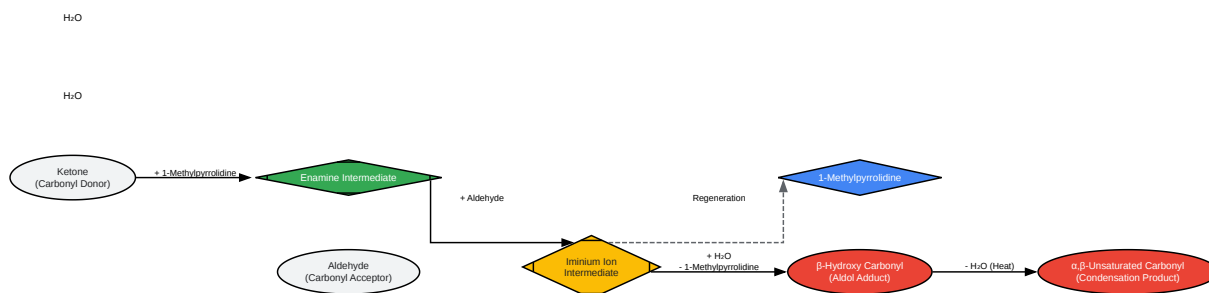 H₂O
H₂O
Ketone
(Carbonyl Donor)
+ 1-Methylpyrrolidine
Enamine Intermediate
1-Methylpyrrolidine
+ Aldehyde
Regeneration
Aldehyde
(Carbonyl Acceptor)
Iminium Ion
Intermediate
+ H₂O
- 1-Methylpyrrolidine
β-Hydroxy Carbonyl
(Aldol Adduct)
- H₂O (Heat)
α,β-Unsaturated Carbonyl
(Condensation Product)